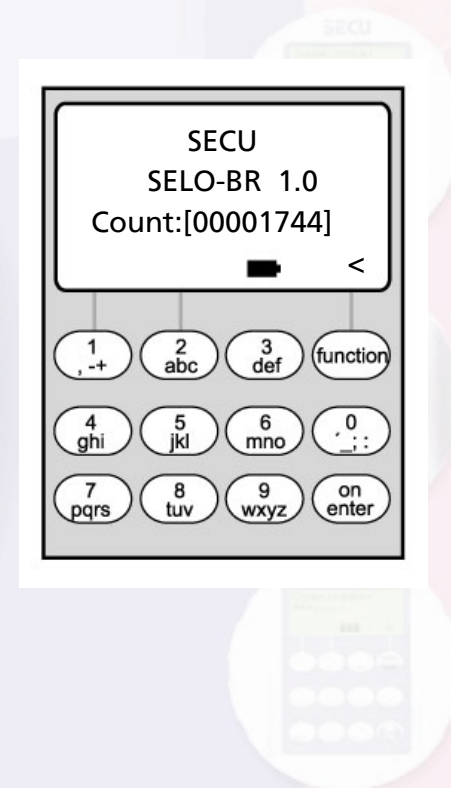 SECU
SECU
SELO-BR 1.0
Count:[00001744]
<
1 2 3 function
, -+ abc def
4 5 6 0
ghi jkl mno ´_; :
7 8 9 on
pqrs tuv wxyz enter